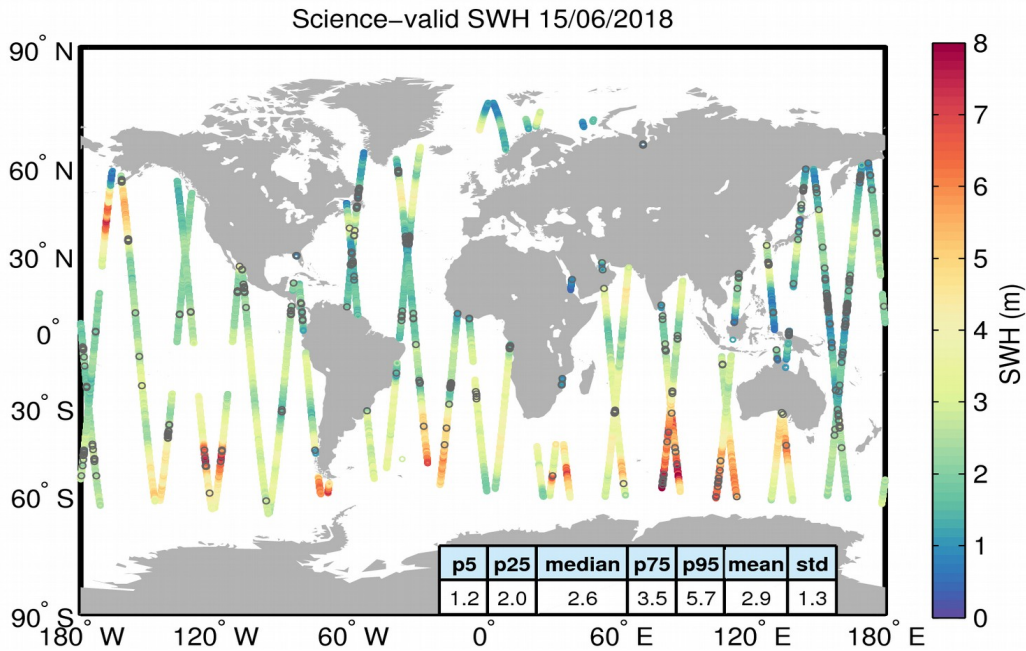 Science−valid SWH 15/06/2018
90° N
60° N
30° N
0°
30° S
60° S
90° S
180° W
120° W
60° W
0°
60° E
120° E
180° E
p5 p25 median p75 p95 mean std
1.2 2.0 2.6 3.5 5.7 2.9 1.3
8
7
6
5
4
3
2
1
0
SWH (m)